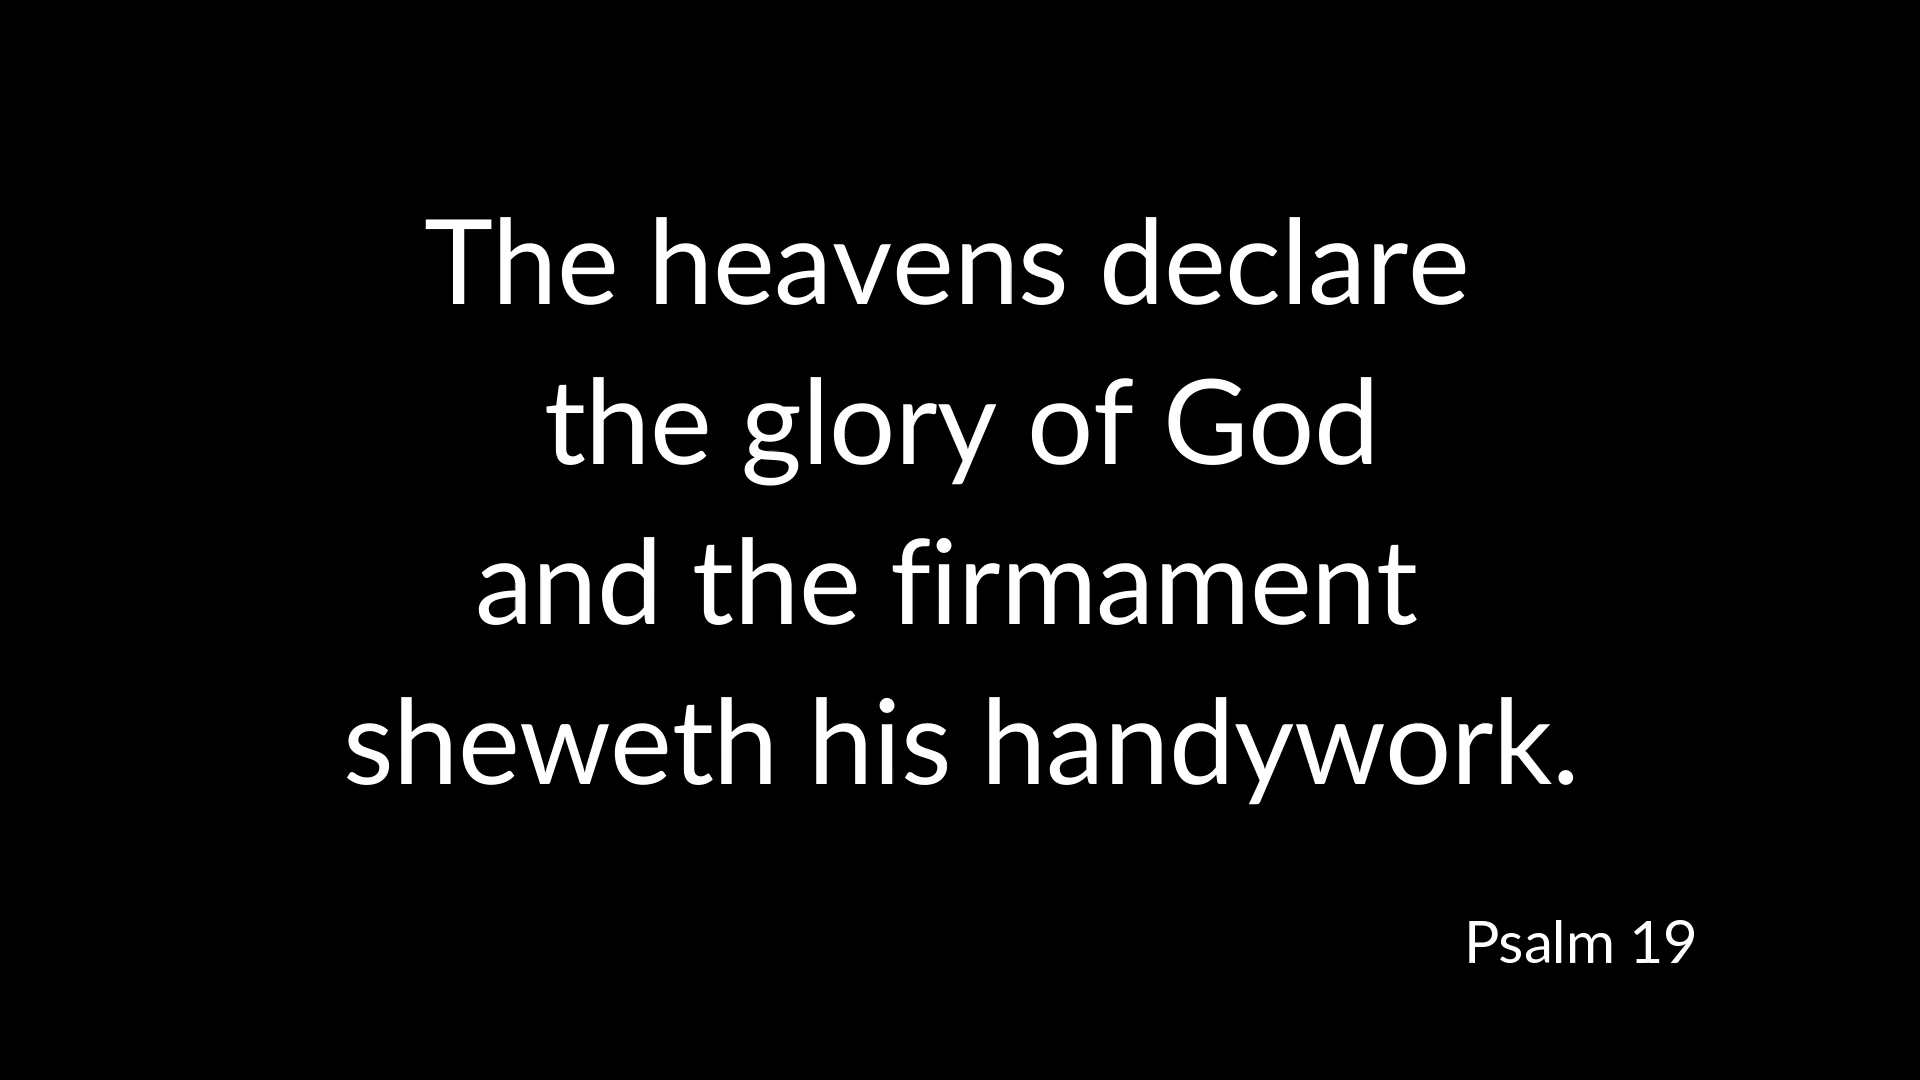 The heavens declare
the glory of God
and the firmament
sheweth his handywork.
Psalm 19